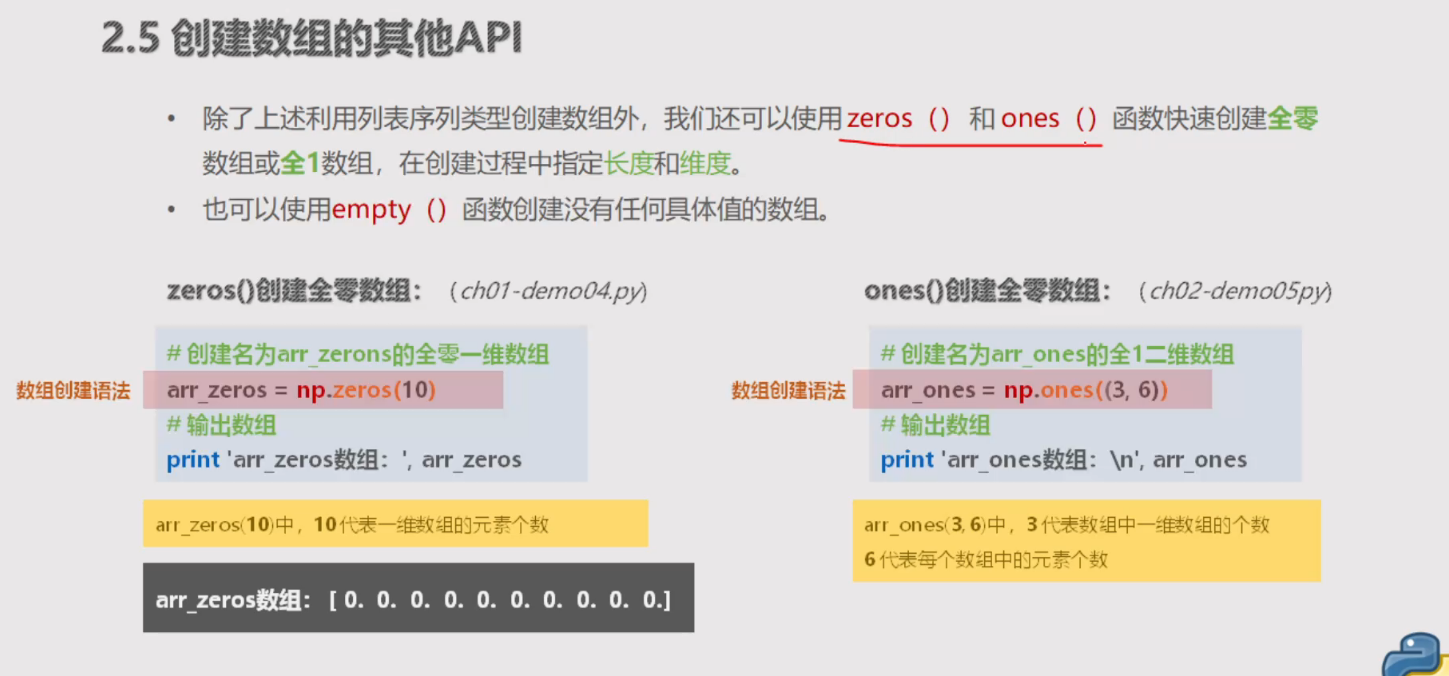 2.5 创建数组的其他API
• 除了上述利用列表序列类型创建数组外，我们还可以使用zeros（）和ones（）函数快速创建全零
数组或全1数组，在创建过程中指定长度和维度。
• 也可以使用empty（）函数创建没有任何具体值的数组。
zeros()创建全零数组：（ch01-demo04.py)
# 创建名为arr_zerons的全零一维数组
数组创建语法 arr_zeros = np.zeros(10)
# 输出数组
print 'arr_zeros数组：', arr_zeros
arr_zeros(10)中，10代表一维数组的元素个数
arr_zeros数组： [ 0. 0. 0. 0. 0. 0. 0. 0. 0. 0.]
ones()创建全零数组：（ch02-demo05py)
# 创建名为arr_ones的全1二维数组
数组创建语法 arr_ones = np.ones((3, 6))
# 输出数组
print 'arr_ones数组：\n', arr_ones
arr_ones(3, 6)中，3代表数组中一维数组的个数
6代表每个数组中的元素个数